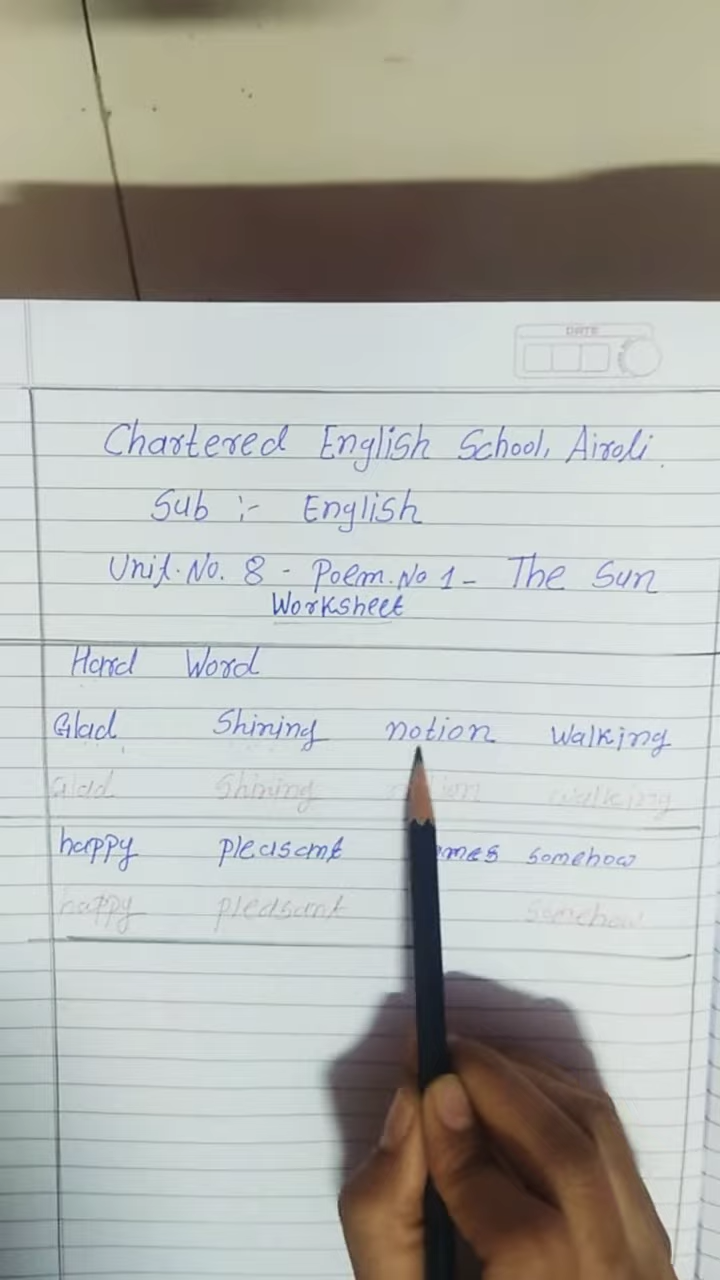 DATE
Chartered English School, Airoli.
Sub :- English
Unit. No. 8 - Poem. No 1 - The Sun
Worksheet
Hard Word
Glad Shining notion walking
Glad Shining walking
happy pleasant somehow
happy pleasant somehow